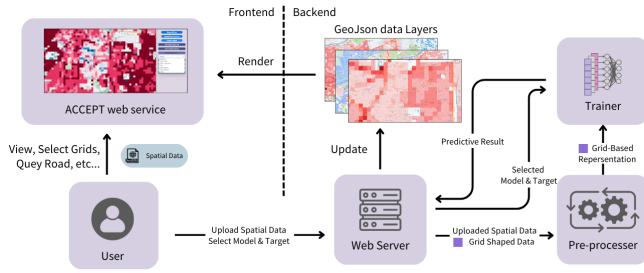 Frontend
Backend
GeoJson data Layers
Render
ACCEPT web service
Trainer
View, Select Grids,
Quey Road, etc...
Spatial Data
Update
Predictive Result
Selected
Model & Target
Grid-Based
Repersentation
Upload Spatial Data
Select Model & Target
User
Web Server
Uploaded Spatial Data
Grid Shaped Data
Pre-processer